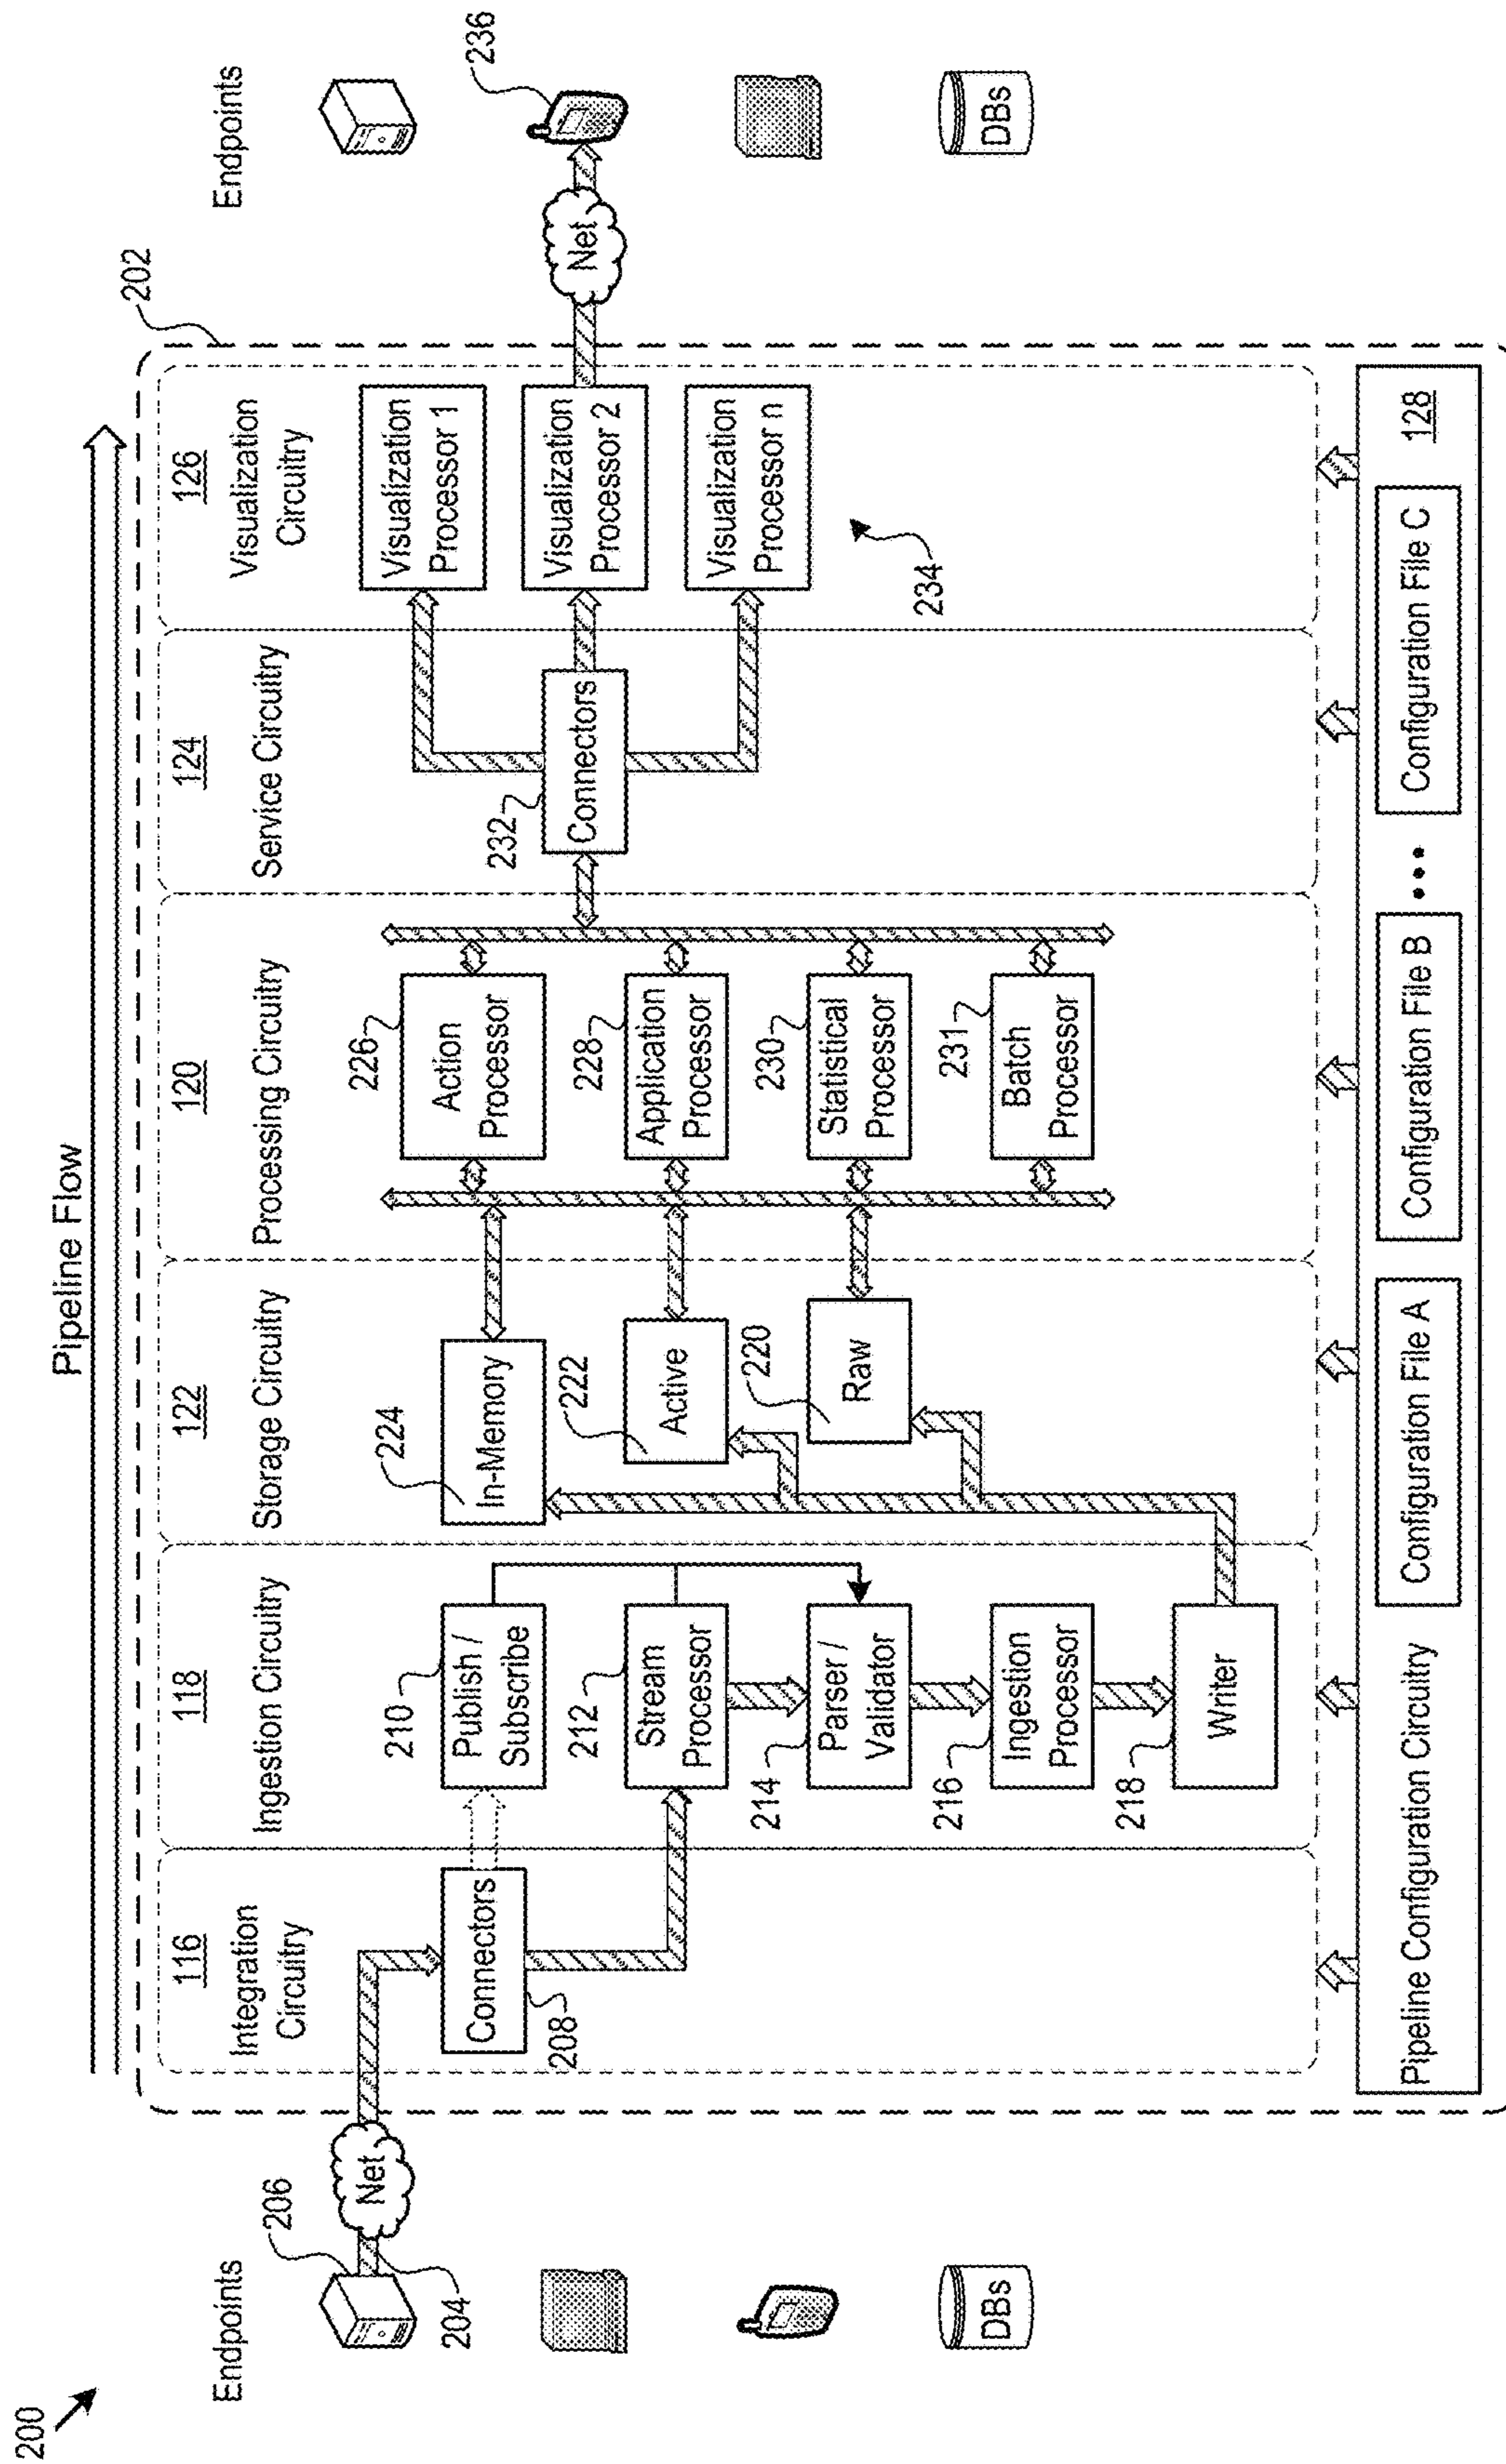 200
Pipeline Flow
202
Endpoints
206
204
Net
DBs
116
Integration
Circuitry
Connectors
208
118
Ingestion Circuitry
210
Publish /
Subscribe
212
Stream
Processor
214
Parser /
Validator
216
Ingestion
Processor
218
Writer
122
Storage Circuitry
224
In-Memory
222
Active
220
Raw
120
Processing Circuitry
226
Action
Processor
228
Application
Processor
230
Statistical
Processor
231
Batch
Processor
124
Service Circuitry
232
Connectors
126
Visualization
Circuitry
Visualization
Processor 1
Visualization
Processor 2
Visualization
Processor n
234
Net
Endpoints
236
DBs
Pipeline Configuration Circuitry
Configuration File A
Configuration File B
•••
Configuration File C
128